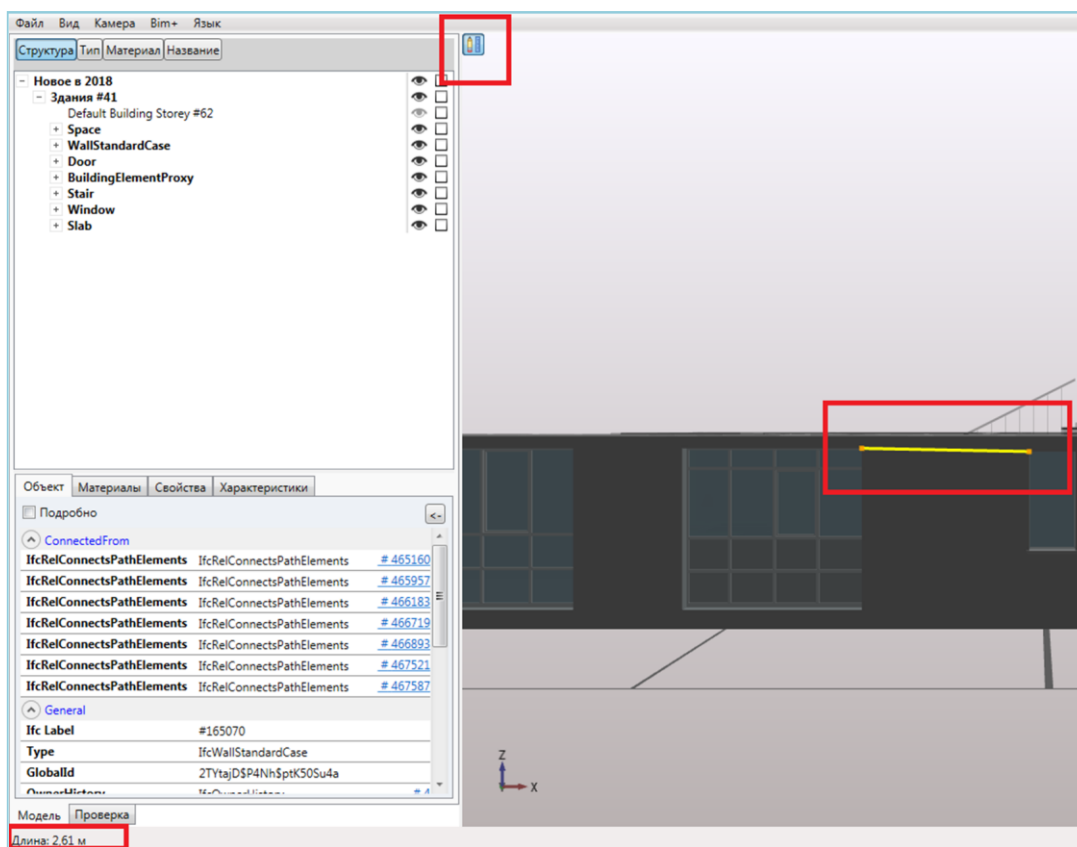 Файл Вид Камера Bim+ Язык
Структура Тип Материал Название
Новое в 2018
Здания #41
Default Building Storey #62
Space
WallStandardCase
Door
BuildingElementProxy
Stair
Window
Slab
Объект Материалы Свойства Характеристики
Подробно <-
ConnectedFrom
IfcRelConnectsPathElements IfcRelConnectsPathElements # 465160
IfcRelConnectsPathElements IfcRelConnectsPathElements # 465957
IfcRelConnectsPathElements IfcRelConnectsPathElements # 466183
IfcRelConnectsPathElements IfcRelConnectsPathElements # 466719
IfcRelConnectsPathElements IfcRelConnectsPathElements # 466893
IfcRelConnectsPathElements IfcRelConnectsPathElements # 467521
IfcRelConnectsPathElements IfcRelConnectsPathElements # 467587
General
Ifc Label #165070
Type IfcWallStandardCase
GlobalId 2TYtajD$P4Nh$ptK50Su4a
OwnerHistory IfcOwnerHistory # 4
Модель Проверка
Длина: 2,61 м
Z
X